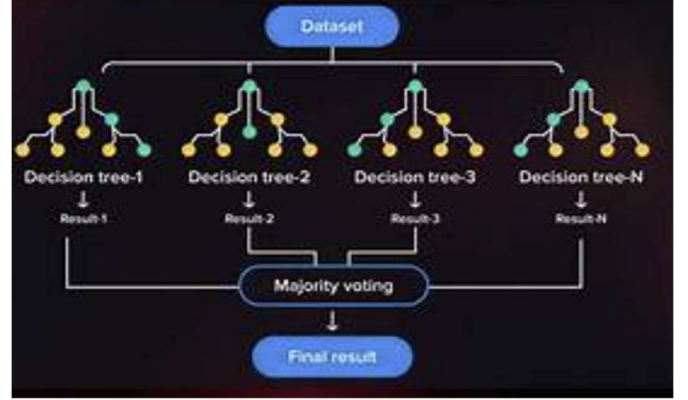 Dataset
Decision tree-1
Decision tree-2
Decision tree-3
Decision tree-N
Result-1
Result-2
Result-3
Result-N
Majority voting
Final result